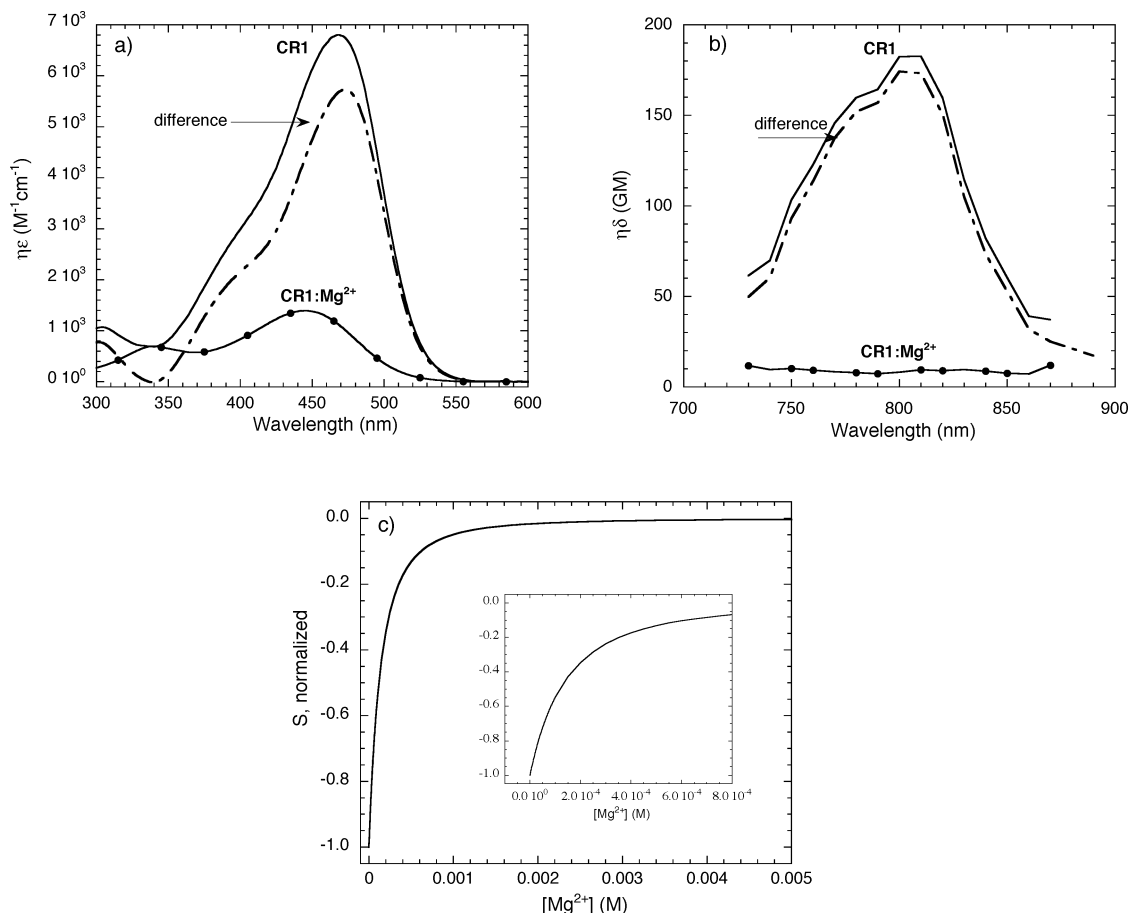 a)
CR1
7 10³
6 10³
5 10³
4 10³
3 10³
2 10³
1 10³
0 10⁰
ηε (M⁻¹cm⁻¹)
difference
CR1:Mg²⁺
300 350 400 450 500 550 600
Wavelength (nm)
b)
CR1
200
150
100
50
0
ηδ (GM)
difference
CR1:Mg²⁺
700 750 800 850 900
Wavelength (nm)
c)
0.0
-0.2
-0.4
-0.6
-0.8
-1.0
S, normalized
0.0
-0.2
-0.4
-0.6
-0.8
-1.0
0.0 10⁰ 2.0 10⁻⁴ 4.0 10⁻⁴ 6.0 10⁻⁴ 8.0 10⁻⁴
[Mg²⁺] (M)
0 0.001 0.002 0.003 0.004 0.005
[Mg²⁺] (M)